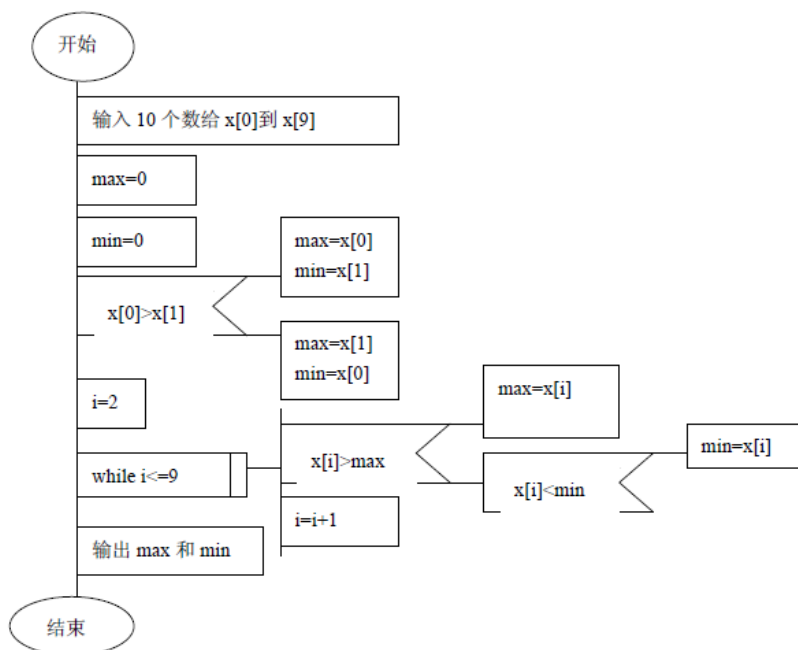 开始
输入 10 个数给 x[0]到 x[9]
max=0
min=0
x[0]>x[1]
max=x[0]
min=x[1]
max=x[1]
min=x[0]
i=2
while i<=9
x[i]>max
max=x[i]
x[i]<min
min=x[i]
i=i+1
输出 max 和 min
结束